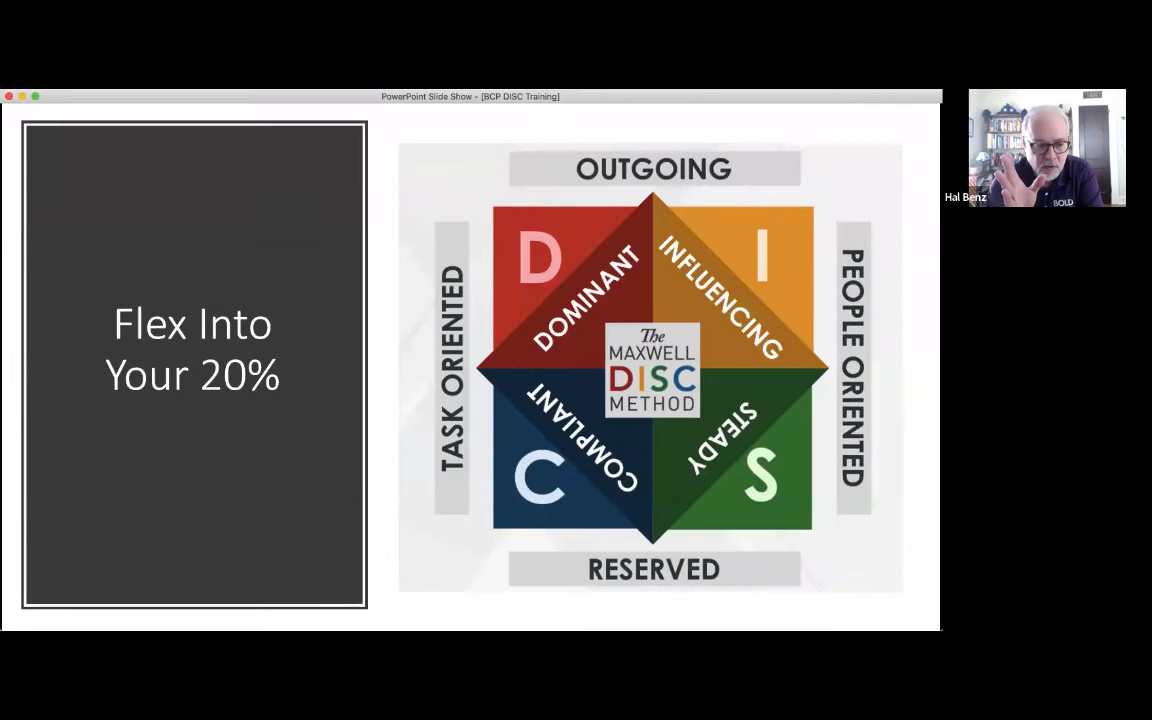 PowerPoint Slide Show - [BCP DISC Training]
Flex Into
Your 20%
OUTGOING
TASK ORIENTED
PEOPLE ORIENTED
D
DOMINANT
I
INFLUENCING
The
MAXWELL
DISC
METHOD
C
COMPLIANT
S
STEADY
RESERVED
Hal Benz
BOLD